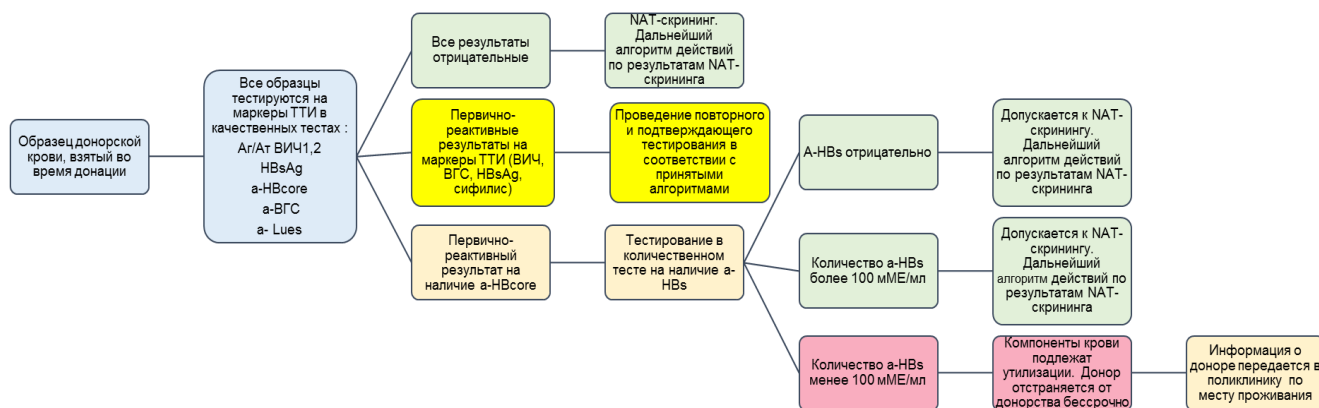 Образец донорской
крови, взятый во
время донации
Все образцы
тестируются на
маркеры ТТИ в
качественных тестах :
Аг/Ат ВИЧ1,2
HBsAg
a-HBcore
а-ВГС
a- Lues
Все результаты
отрицательные
NAT-скрининг.
Дальнейший
алгоритм действий
по результатам NAT-
скрининга
Первично-
реактивные
результаты на
маркеры ТТИ (ВИЧ,
ВГС, HBsAg,
сифилис)
Проведение повторного
и подтверждающего
тестирования в
соответствии с
принятыми
алгоритмами
Первично-
реактивный
результат на
наличие a-HBcore
Тестирование в
количественном
тесте на наличие a-
HBs
A-HBs отрицательно
Допускается к NAT-
скринингу.
Дальнейший
алгоритм действий
по результатам NAT-
скрининга
Количество a-HBs
более 100 мМЕ/мл
Допускается к NAT-
скринингу.
Дальнейший
алгоритм действий по
результатам NAT-
скрининга
Количество a-HBs
менее 100 мМЕ/мл
Компоненты крови
подлежат
утилизации. Донор
отстраняется от
донорства бессрочно
Информация о
доноре передается в
поликлинику по
месту проживания